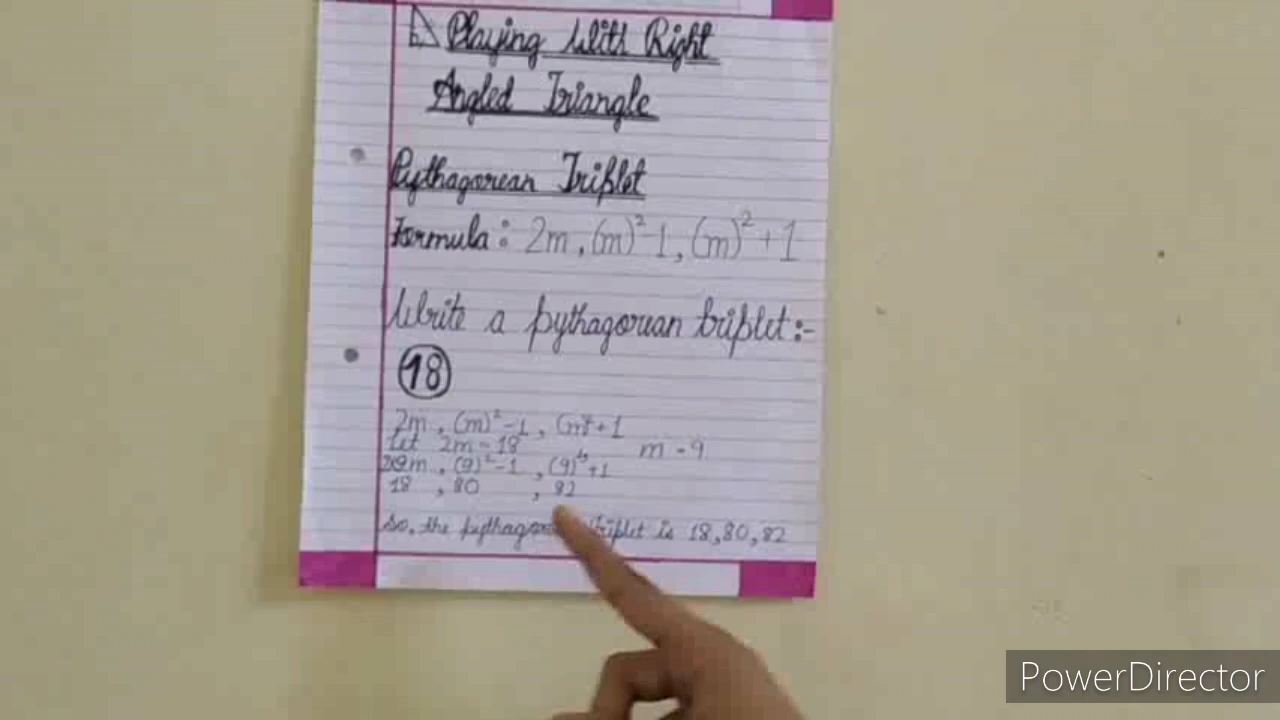 Playing With Right
Angled Triangle
Pythagorean Triplet
Formula: 2m, (m)²-1, (m)²+1
Write a pythagorean triplet:-
18
2m, (m)²-1, (m)²+1
Let 2m = 18 m = 9
m, (9)²-1, (9)²+1
18, 80, 82
So, the pythagorean triplet is 18, 80, 82
PowerDirector